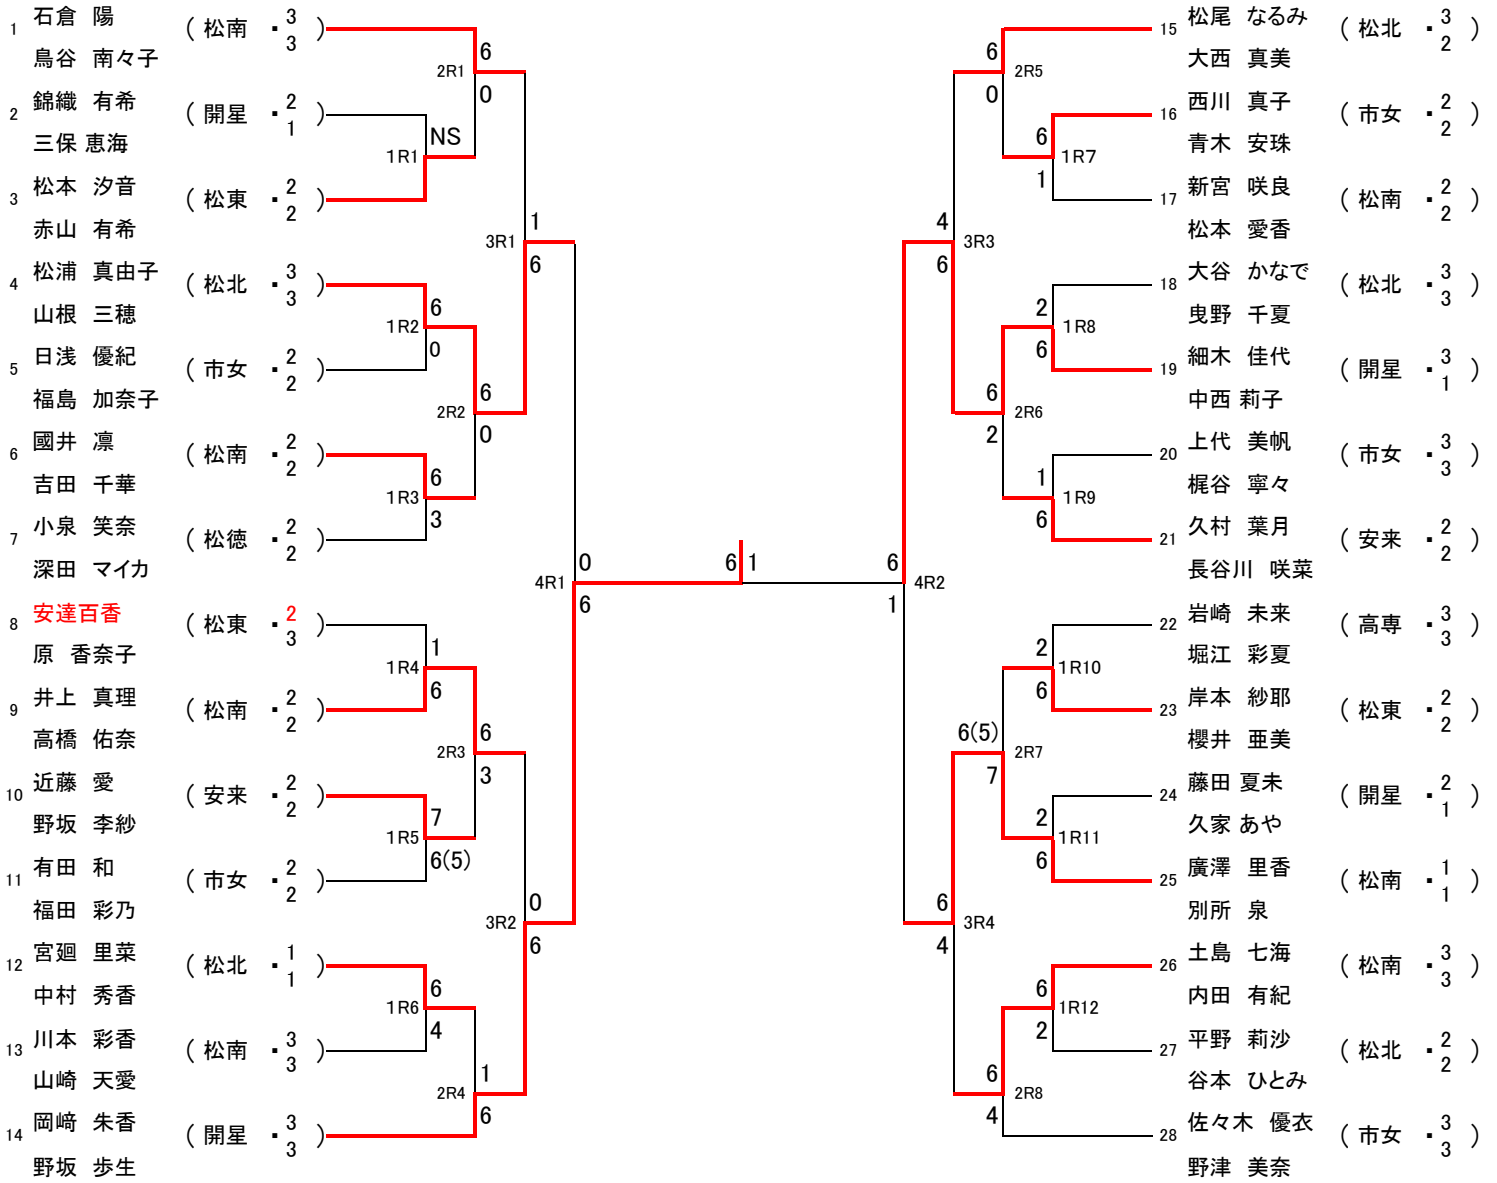 1 石倉 陽 ( 松南 ・ 3 3 )
鳥谷 南々子
2 錦織 有希 ( 開星 ・ 2 1 )
三保 恵海
3 松本 汐音 ( 松東 ・ 2 2 )
赤山 有希
4 松浦 真由子 ( 松北 ・ 3 3 )
山根 三穂
5 日浅 優紀 ( 市女 ・ 2 2 )
福島 加奈子
6 國井 凛 ( 松南 ・ 2 2 )
吉田 千華
7 小泉 笑奈 ( 松徳 ・ 2 2 )
深田 マイカ
8 安達百香 ( 松東 ・ 2 3 )
原 香奈子
9 井上 真理 ( 松南 ・ 2 2 )
高橋 佑奈
10 近藤 愛 ( 安来 ・ 2 2 )
野坂 李紗
11 有田 和 ( 市女 ・ 2 2 )
福田 彩乃
12 宮廻 里菜 ( 松北 ・ 1 1 )
中村 秀香
13 川本 彩香 ( 松南 ・ 3 3 )
山崎 天愛
14 岡﨑 朱香 ( 開星 ・ 3 3 )
野坂 歩生
1R1 NS
1R2 6 0
1R3 6 3
1R4 1 6
1R5 7 6(5)
1R6 6 4
2R1 6 0
2R2 6 0
2R3 6 3
2R4 1 6
3R1 1 6
3R2 0 6
4R1 0 6
6 1
4R2 6 1
3R3 4 6
3R4 6 4
2R5 6 0
2R6 6 2
2R7 6(5) 7
2R8 6 4
1R7 6 1
1R8 2 6
1R9 1 6
1R10 2 6
1R11 2 6
1R12 6 2
15 松尾 なるみ ( 松北 ・ 3 2 )
大西 真美
16 西川 真子 ( 市女 ・ 2 2 )
青木 安珠
17 新宮 咲良 ( 松南 ・ 2 2 )
松本 愛香
18 大谷 かなで ( 松北 ・ 3 3 )
曳野 千夏
19 細木 佳代 ( 開星 ・ 3 1 )
中西 莉子
20 上代 美帆 ( 市女 ・ 3 3 )
梶谷 寧々
21 久村 葉月 ( 安来 ・ 2 2 )
長谷川 咲菜
22 岩崎 未来 ( 高専 ・ 3 3 )
堀江 彩夏
23 岸本 紗耶 ( 松東 ・ 2 2 )
櫻井 亜美
24 藤田 夏未 ( 開星 ・ 2 1 )
久家 あや
25 廣澤 里香 ( 松南 ・ 1 1 )
別所 泉
26 土島 七海 ( 松南 ・ 3 3 )
内田 有紀
27 平野 莉沙 ( 松北 ・ 2 2 )
谷本 ひとみ
28 佐々木 優衣 ( 市女 ・ 3 3 )
野津 美奈